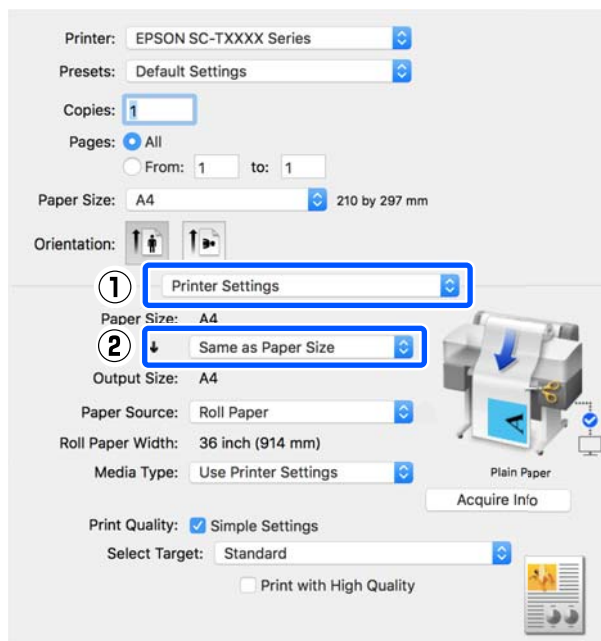 Printer: EPSON SC-TXXXX Series
Presets: Default Settings
Copies: 1
Pages: All
From: 1 to: 1
Paper Size: A4 210 by 297 mm
Orientation:
① Printer Settings
Paper Size: A4
② Same as Paper Size
Output Size: A4
Paper Source: Roll Paper
Roll Paper Width: 36 inch (914 mm)
Media Type: Use Printer Settings
Plain Paper
Acquire Info
Print Quality: Simple Settings
Select Target: Standard
Print with High Quality